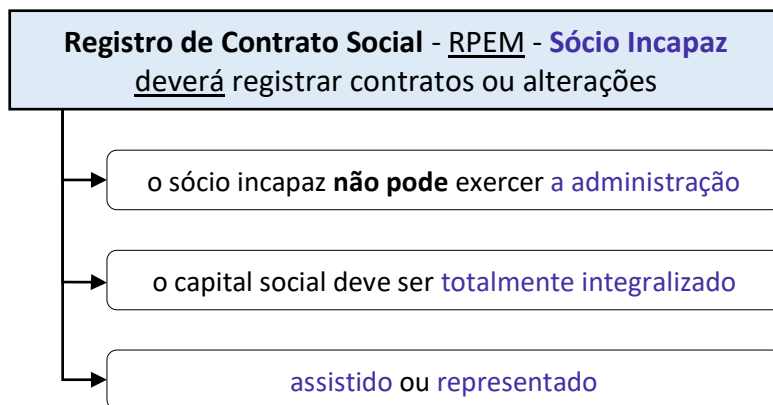 Registro de Contrato Social - RPEM - Sócio Incapaz
deverá registrar contratos ou alterações
o sócio incapaz não pode exercer a administração
o capital social deve ser totalmente integralizado
assistido ou representado